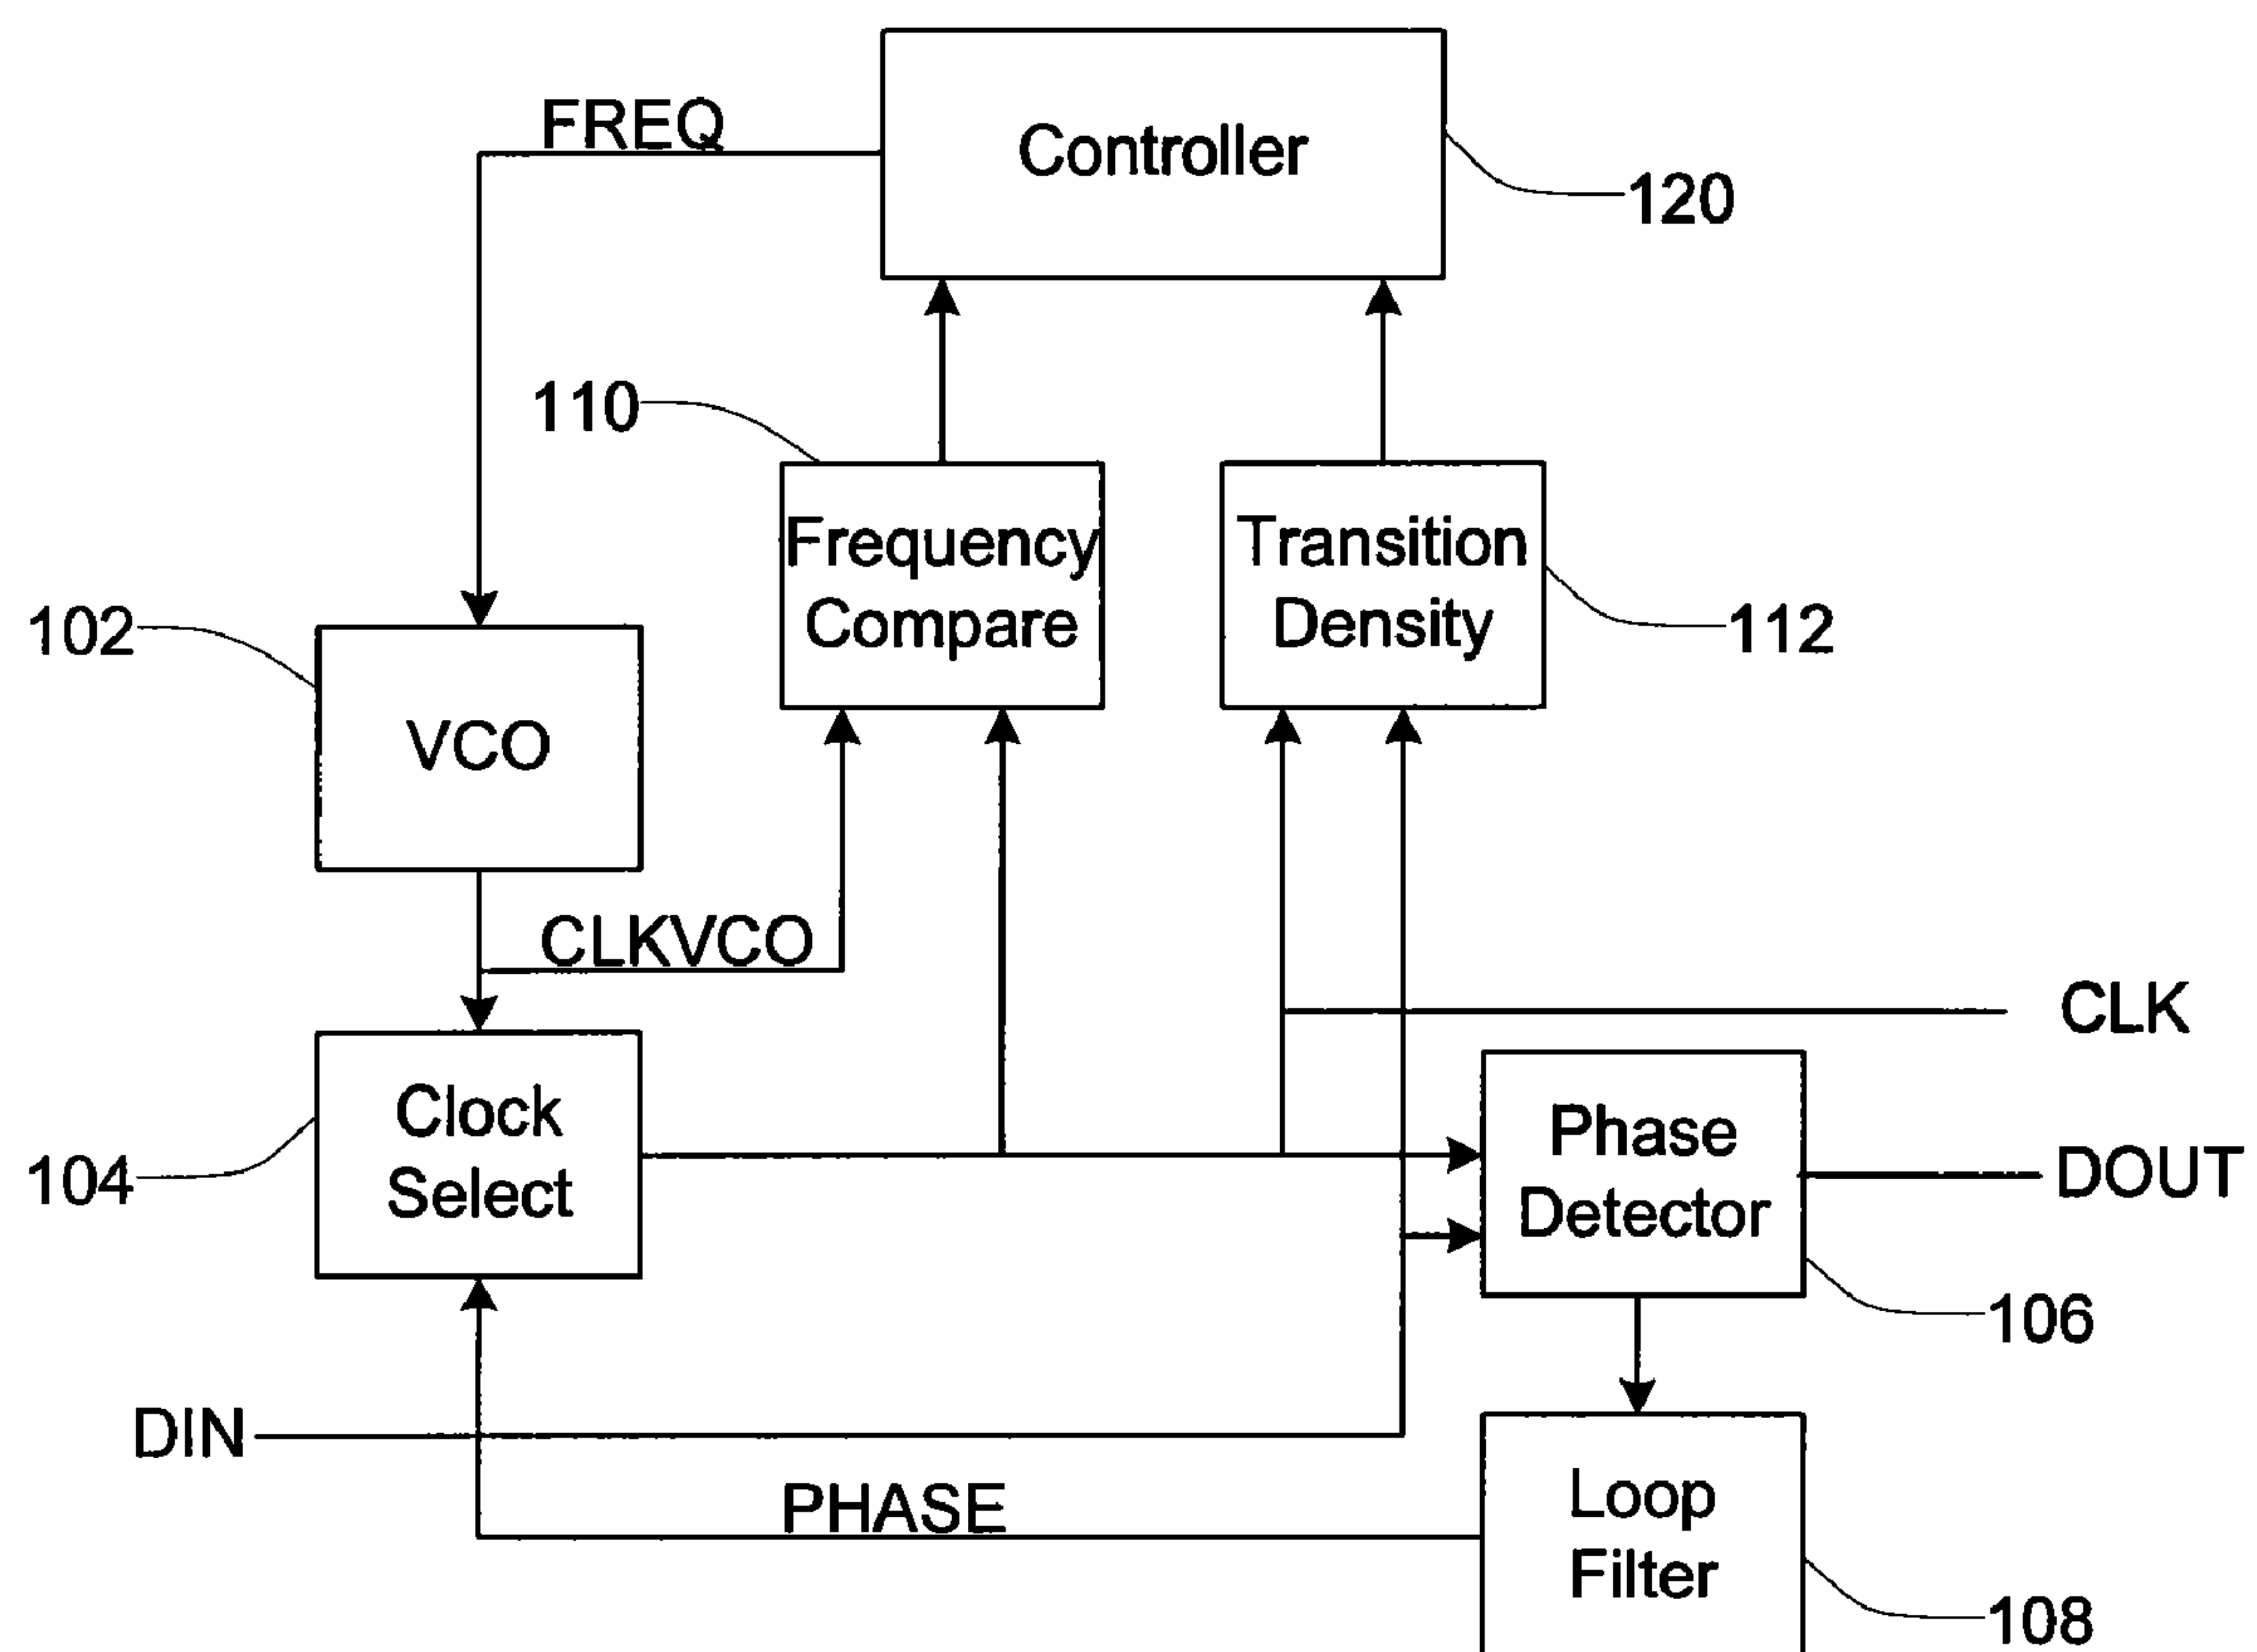 FREQ
Controller
120
110
Frequency
Compare
Transition
Density
112
102
VCO
CLKVCO
CLK
Clock
Select
104
Phase
Detector
DOUT
106
DIN
PHASE
Loop
Filter
108